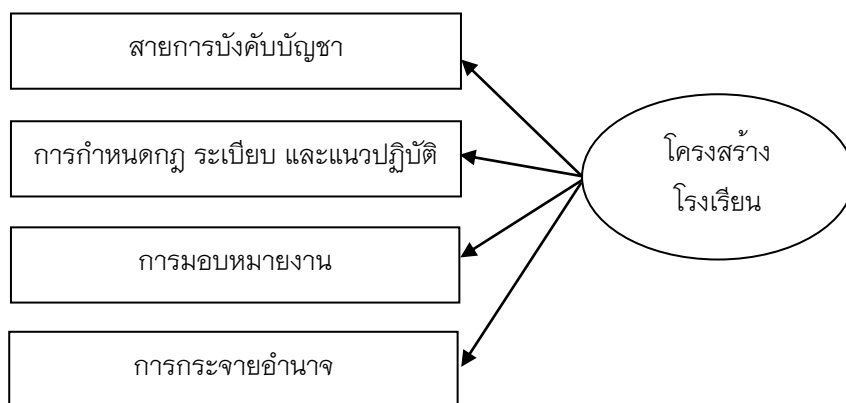 สายการบังคับบัญชา
การกำหนดกฎ ระเบียบ และแนวปฏิบัติ
การมอบหมายงาน
การกระจายอำนาจ
โครงสร้าง
โรงเรียน